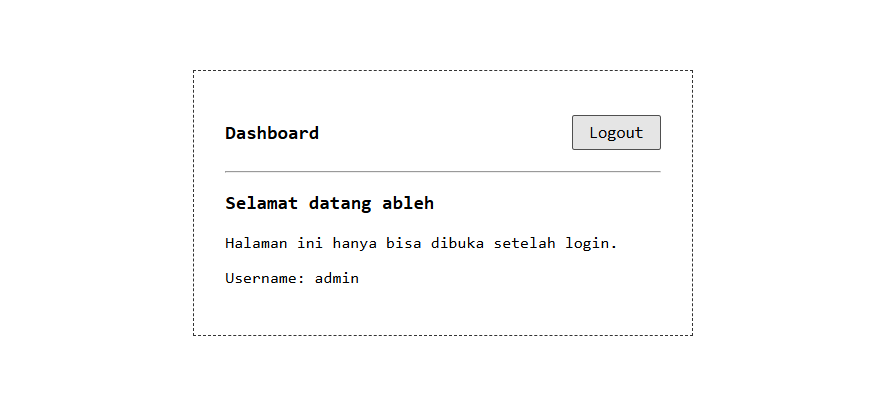 Dashboard
Logout
Selamat datang ableh
Halaman ini hanya bisa dibuka setelah login.
Username: admin